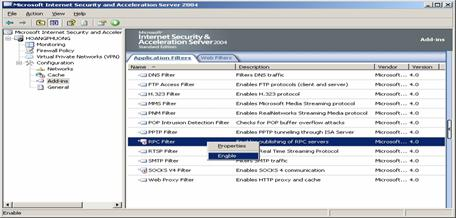 Microsoft Internet Security and Acceleration Server 2004
File Action View Help
Microsoft Internet Security and Acceler
HOANGPHUONG
Monitoring
Firewall Policy
Virtual Private Networks (VPN)
Configuration
Networks
Cache
Add-ins
General
Microsoft
Internet Security &
Acceleration Server 2004
Standard Edition
Add-ins
Application Filters Web Filters
Name Description Vendor Version
DNS Filter Filters DNS traffic Microsoft... 4.0
FTP Access Filter Enables FTP protocols (client and server) Microsoft... 4.0
H.323 Filter Enables H.323 protocol Microsoft... 4.0
MMS Filter Enables Microsoft Media Streaming protocol Microsoft... 4.0
PNM Filter Enables RealNetworks Streaming Media protocol Microsoft... 4.0
POP Intrusion Detection Filter Checks for POP buffer overflow attacks Microsoft... 4.0
PPTP Filter Enables PPTP tunneling through ISA Server Microsoft... 4.0
RPC Filter publishing of RPC servers Microsoft... 4.0
RTSP Filter Real Time Streaming Protocol Microsoft... 4.0
SMTP Filter SMTP traffic Microsoft... 4.0
SOCKS V4 Filter Enables SOCKS 4 communication Microsoft... 4.0
Web Proxy Filter Enables HTTP proxy and cache Microsoft... 4.0
Properties
Enable
Enable